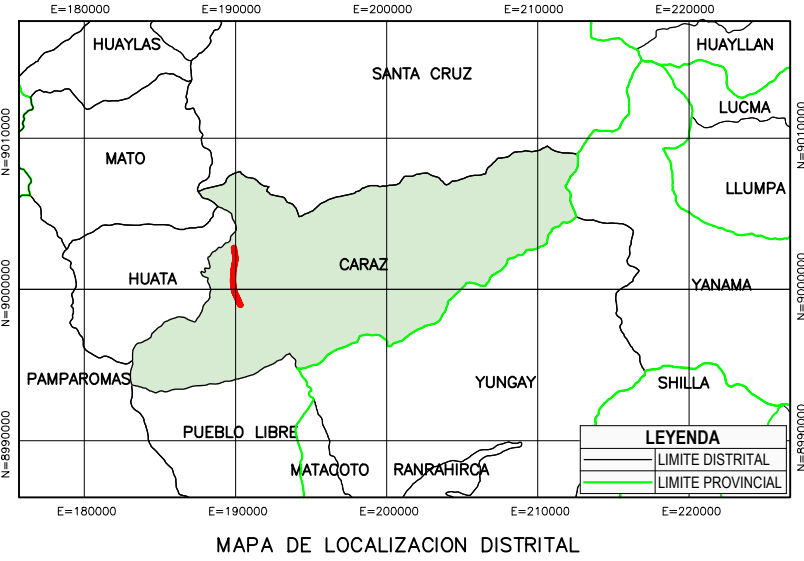 E=180000 E=190000 E=200000 E=210000 E=220000
HUAYLAS
HUAYLLAN
SANTA CRUZ
LUCMA
N=9010000
N=9010000
MATO
LLUMPA
CARAZ
HUATA
YANAMA
N=9000000
N=9000000
PAMPAROMAS
YUNGAY
SHILLA
PUEBLO LIBRE
N=8990000
N=8990000
MATACOTO
RANRAHIRCA
LEYENDA
LIMITE DISTRITAL
LIMITE PROVINCIAL
E=180000 E=190000 E=200000 E=210000 E=220000
MAPA DE LOCALIZACION DISTRITAL